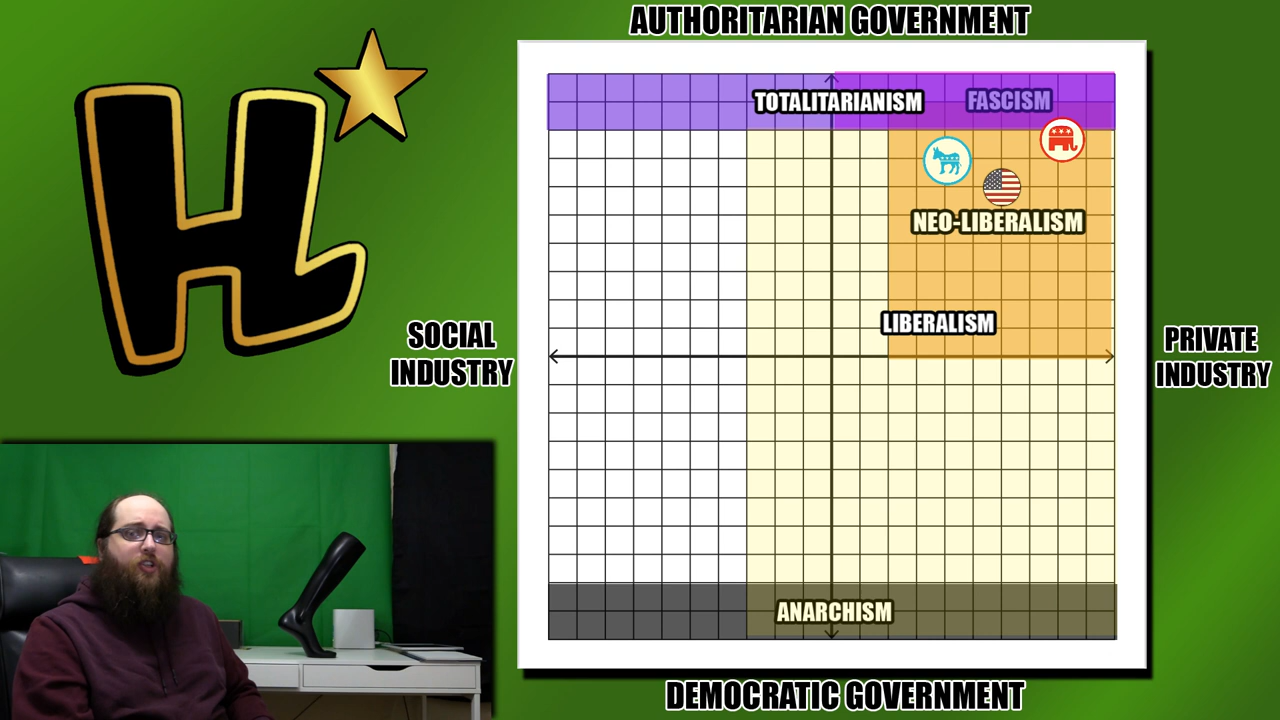 AUTHORITARIAN GOVERNMENT
H
TOTALITARIANISM
FASCISM
NEO-LIBERALISM
LIBERALISM
SOCIAL
INDUSTRY
PRIVATE
INDUSTRY
ANARCHISM
DEMOCRATIC GOVERNMENT